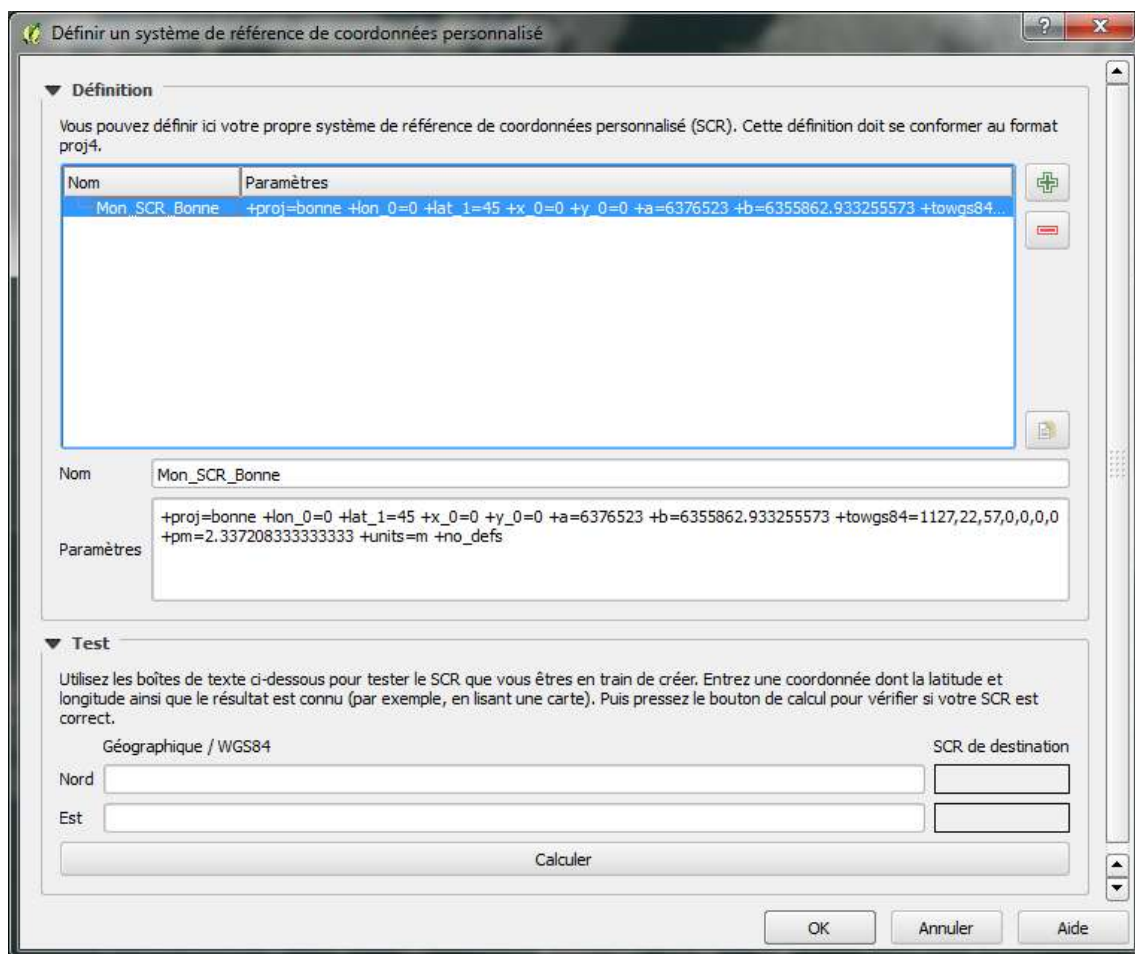 Définir un système de référence de coordonnées personnalisé
Définition
Vous pouvez définir ici votre propre système de référence de coordonnées personnalisé (SCR). Cette définition doit se conformer au format
proj4.
Nom Paramètres
Mon_SCR_Bonne +proj=bonne +lon_0=0 +lat_1=45 +x_0=0 +y_0=0 +a=6376523 +b=6355862.933255573 +towgs84...
Nom Mon_SCR_Bonne
+proj=bonne +lon_0=0 +lat_1=45 +x_0=0 +y_0=0 +a=6376523 +b=6355862.933255573 +towgs84=1127,22,57,0,0,0,0
Paramètres +pm=2.337208333333333 +units=m +no_defs
Test
Utilisez les boîtes de texte ci-dessous pour tester le SCR que vous êtres en train de créer. Entrez une coordonnée dont la latitude et
longitude ainsi que le résultat est connu (par exemple, en lisant une carte). Puis pressez le bouton de calcul pour vérifier si votre SCR est
correct.
Géographique / WGS84 SCR de destination
Nord
Est
Calculer
OK Annuler Aide